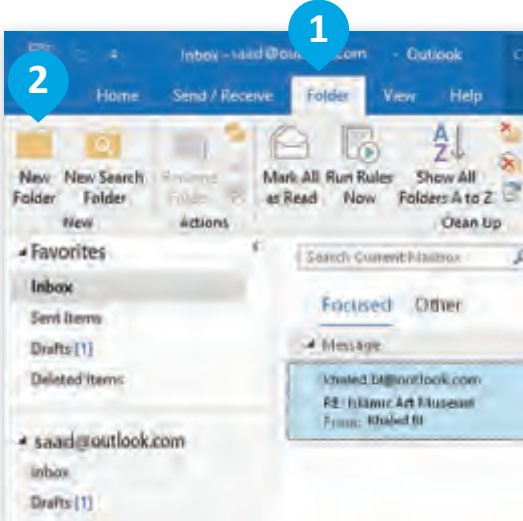 1
Inbox - saad@ou com - Outlook
2
Home Send / Receive Folder View Help
New Folder
New Search Folder
Rename Folder
Mark All as Read
Run Rules Now
Show All Folders A to Z
New Actions Clean Up
Favorites
Inbox
Sent Items
Drafts [1]
Deleted Items
saad@outlook.com
Inbox
Drafts [1]
Search Current Mailbox
Focused Other
Message
khaled.bl@outlook.com
RE: Islamic Art Museum
From: Khaled Bl